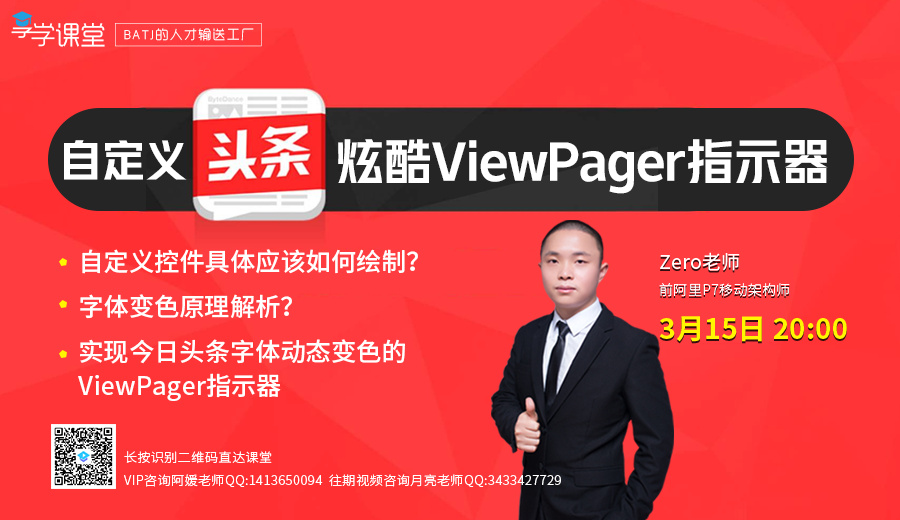 享学课堂
BATJ的人才输送工厂
ByteDance
自定义 头条 炫酷ViewPager指示器
自定义控件具体应该如何绘制?
字体变色原理解析?
实现今日头条字体动态变色的
ViewPager指示器
Zero老师
前阿里P7移动架构师
3月15日 20:00
长按识别二维码直达课堂
VIP咨询阿媛老师QQ:1413650094 往期视频咨询月亮老师QQ:3433427729